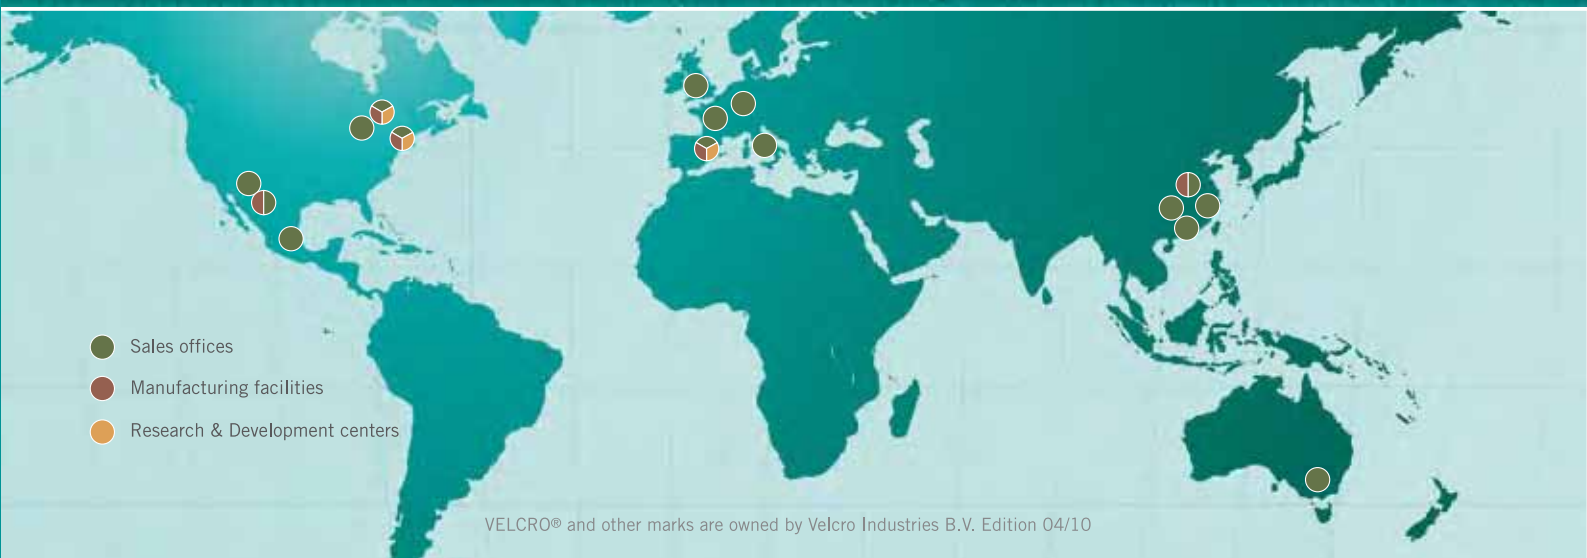 Sales offices
Manufacturing facilities
Research & Development centers
VELCRO® and other marks are owned by Velcro Industries B.V. Edition 04/10